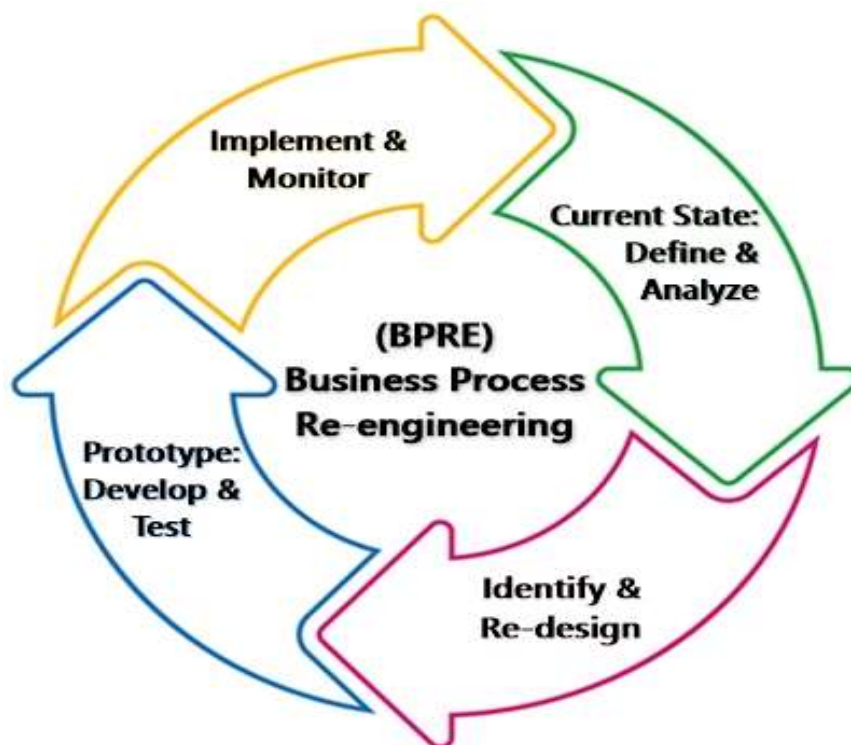 Implement &
Monitor
Current State:
Define &
Analyze
(BPRE)
Business Process
Re-engineering
Prototype:
Develop &
Test
Identify &
Re-design